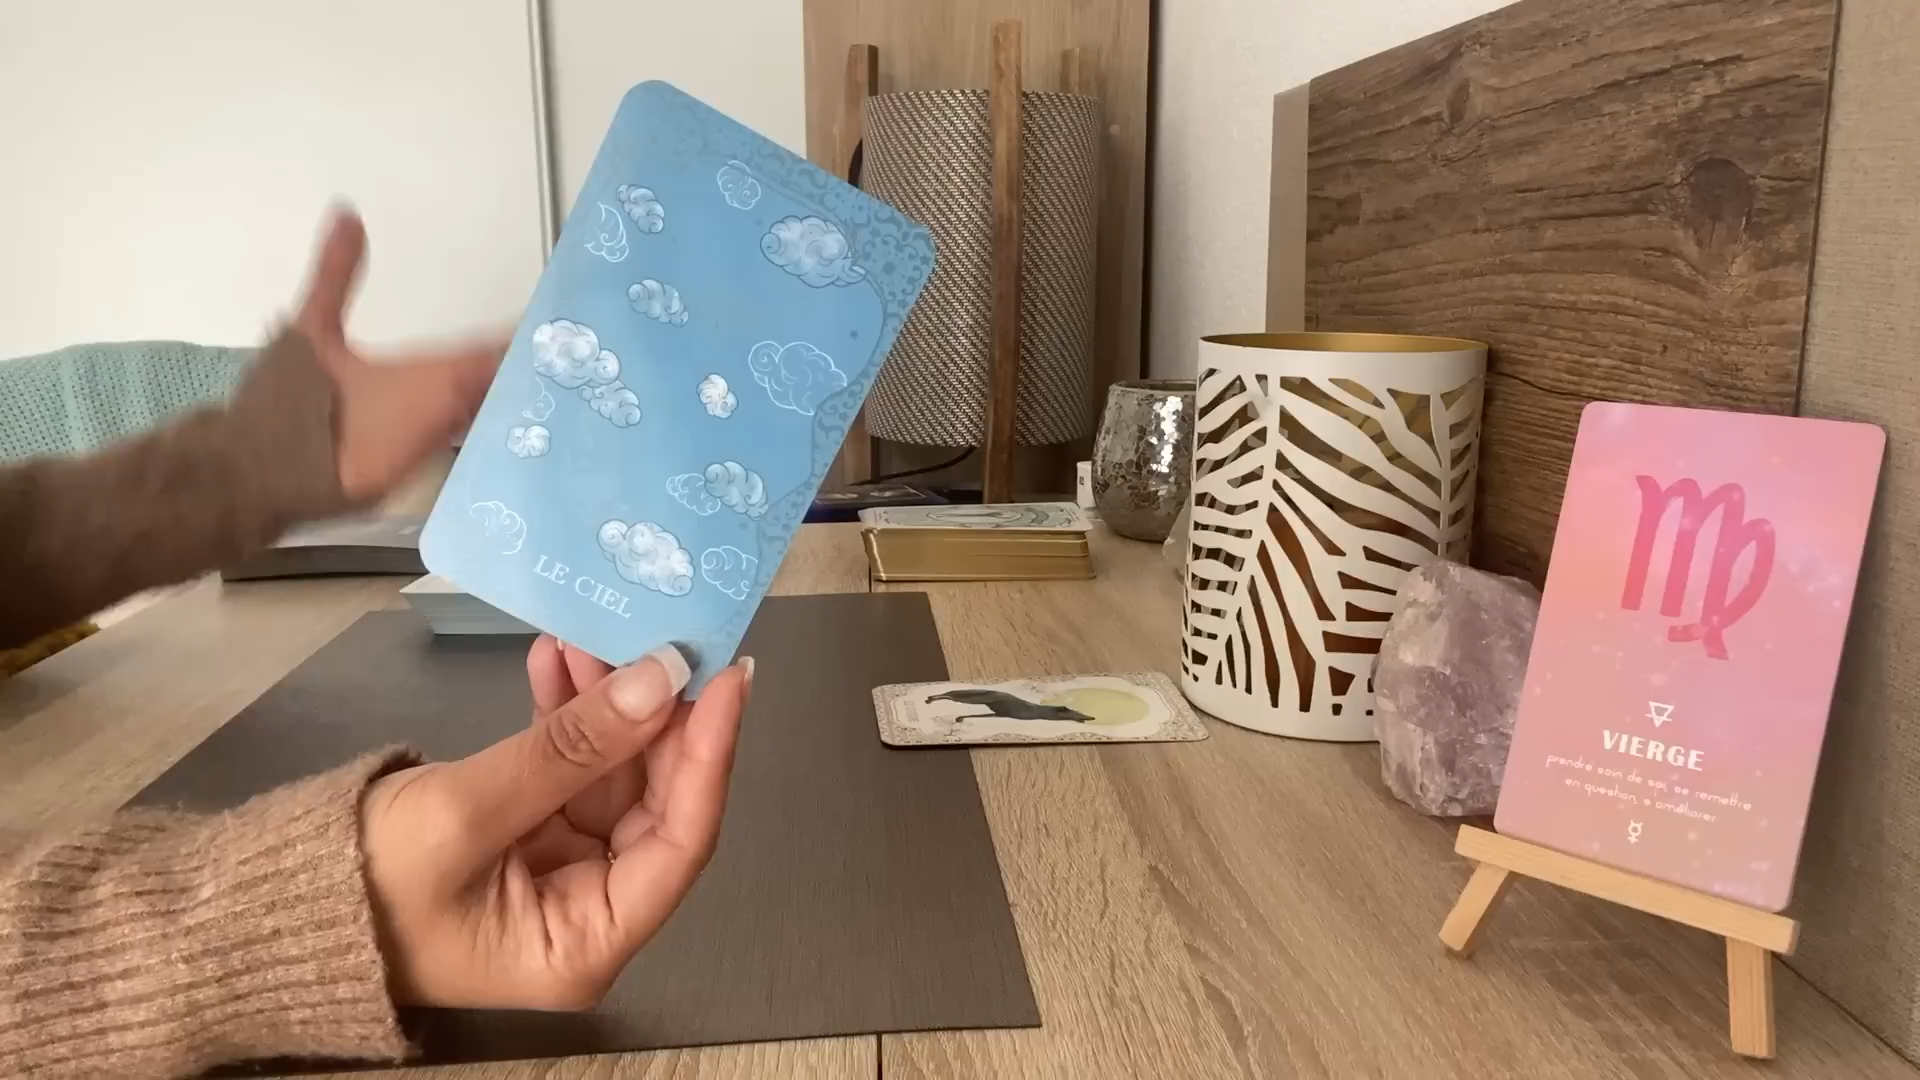 LE CIEL
VIERGE
prendre soin de soi, se remettre
en question, s'améliorer